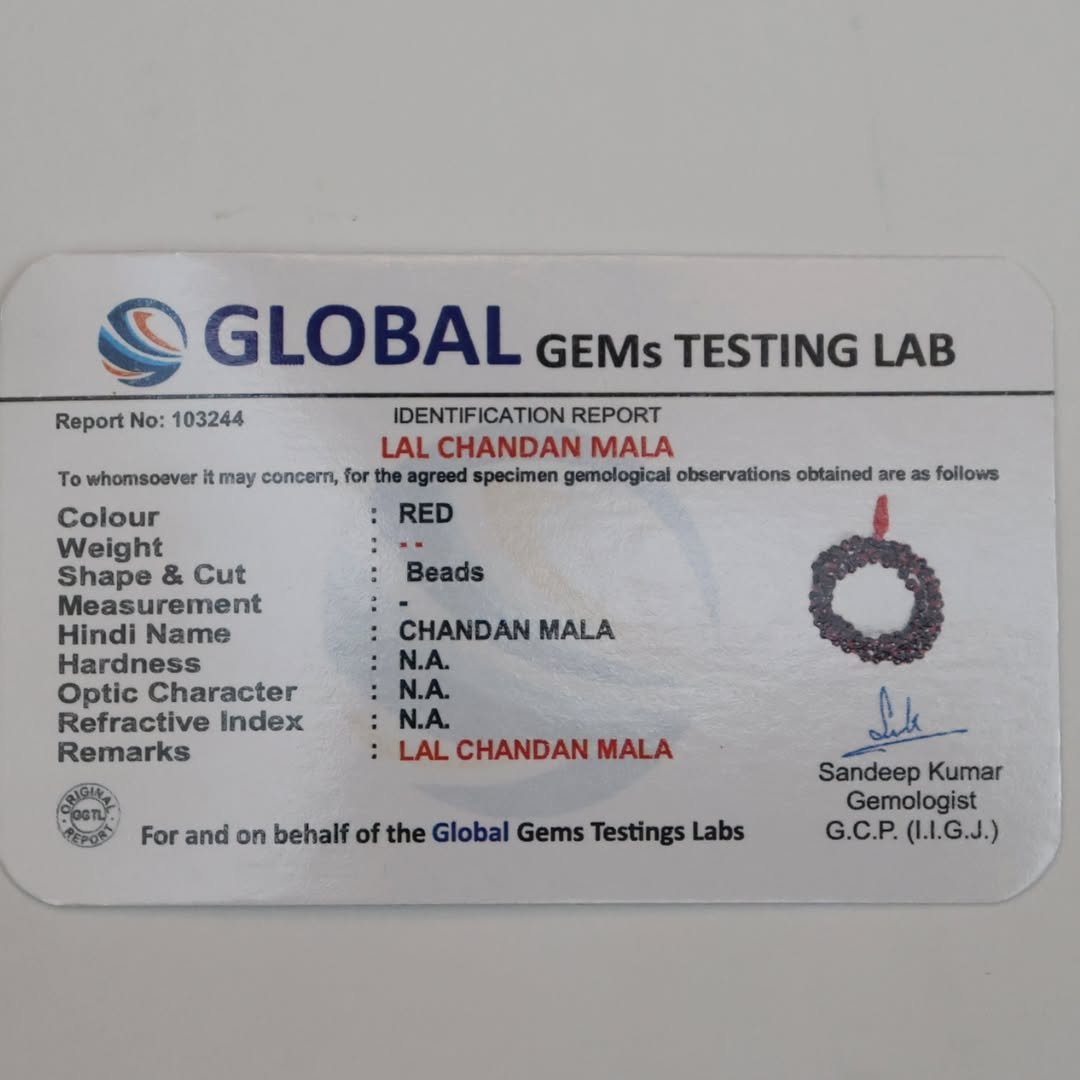 GLOBAL GEMs TESTING LAB
Report No: 103244
IDENTIFICATION REPORT
LAL CHANDAN MALA
To whomsoever it may concern, for the agreed specimen gemological observations obtained are as follows
Colour : RED
Weight : --
Shape & Cut : Beads
Measurement : -
Hindi Name : CHANDAN MALA
Hardness : N.A.
Optic Character : N.A.
Refractive Index : N.A.
Remarks : LAL CHANDAN MALA
Sandeep Kumar
Gemologist
G.C.P. (I.I.G.J.)
ORIGINAL
GGTL
REPORT
For and on behalf of the Global Gems Testings Labs